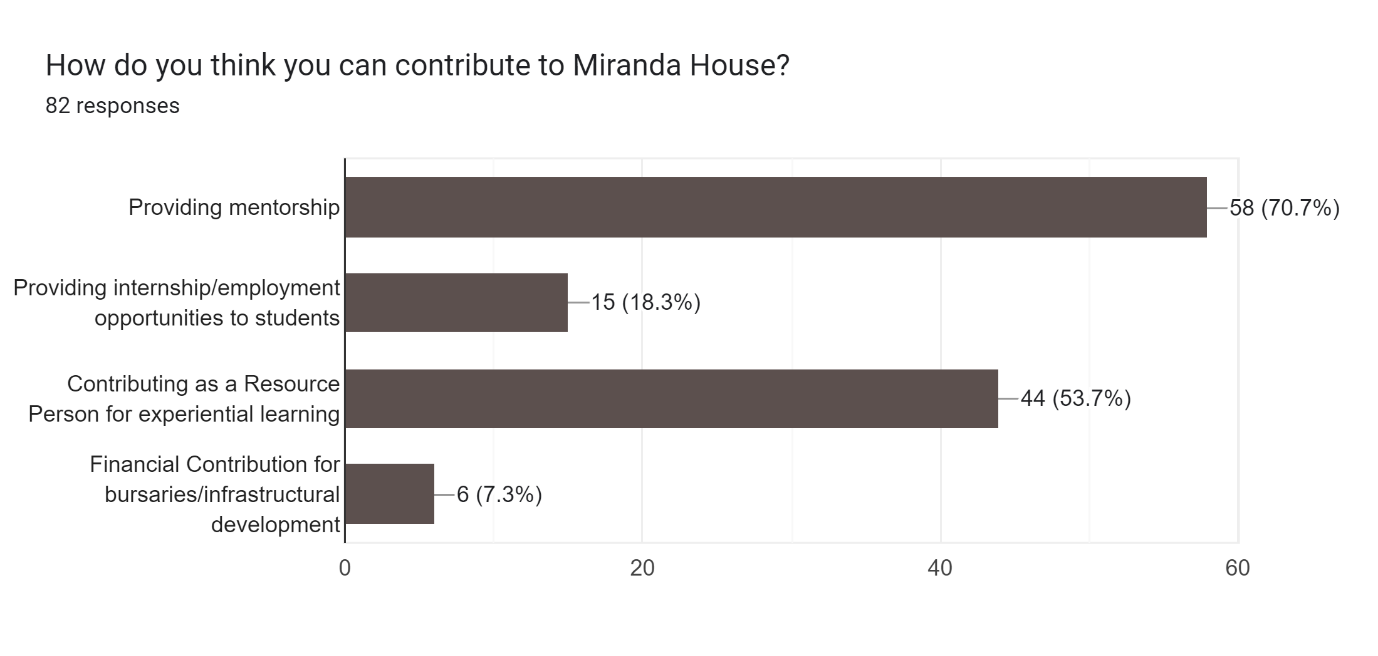 How do you think you can contribute to Miranda House?
82 responses
Providing mentorship
58 (70.7%)
Providing internship/employment
opportunities to students
15 (18.3%)
Contributing as a Resource
Person for experiential learning
44 (53.7%)
Financial Contribution for
bursaries/infrastructural
development
6 (7.3%)
0
20
40
60